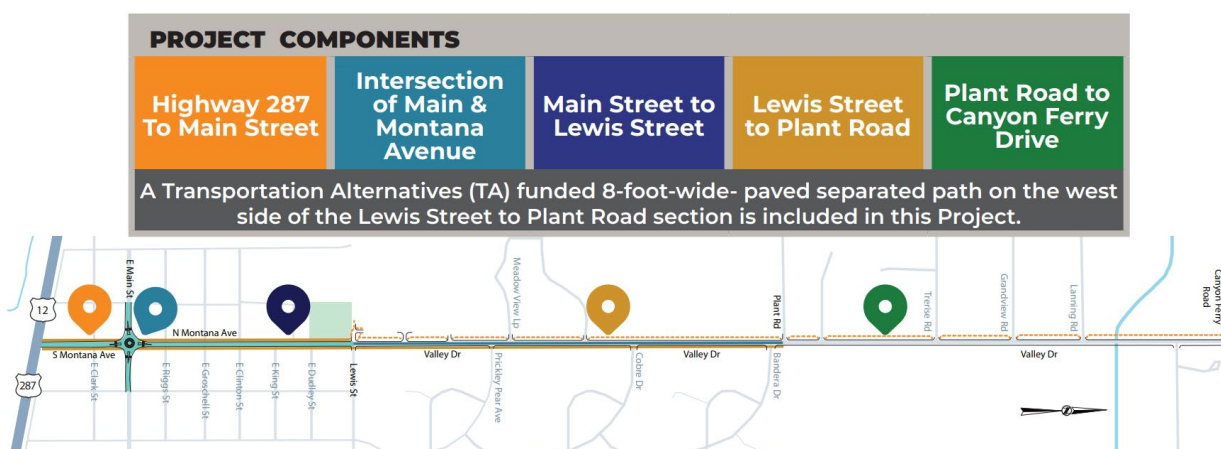 PROJECT COMPONENTS
Highway 287
To Main Street
Intersection
of Main &
Montana
Avenue
Main Street to
Lewis Street
Lewis Street
to Plant Road
Plant Road to
Canyon Ferry
Drive
A Transportation Alternatives (TA) funded 8-foot-wide- paved separated path on the west
side of the Lewis Street to Plant Road section is included in this Project.
12
287
E Main St
N Montana Ave
S Montana Ave
E Clark St
E Riggs St
E Groschell St
E Clinton St
E King St
E Dudley St
Lewis St
Meadow View Lp
Valley Dr
Prickley Pear Ave
Cobre Dr
Valley Dr
Plant Rd
Bandera Dr
Trerise Rd
Grandview Rd
Lanning Rd
Valley Dr
Canyon Ferry
Road